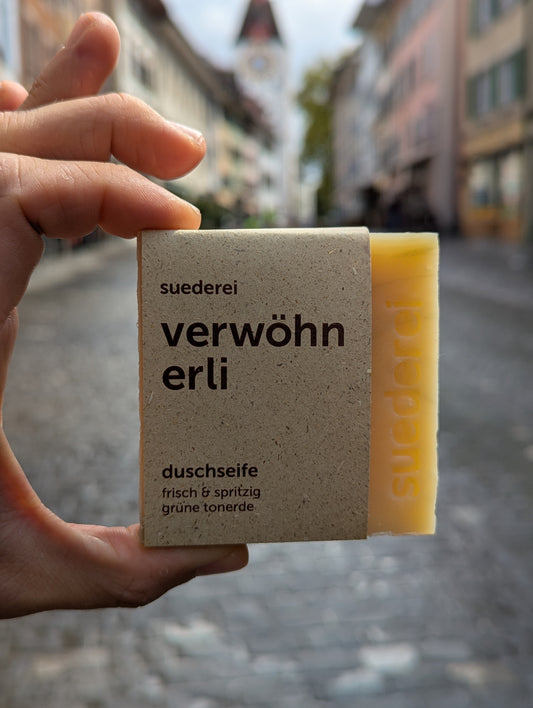 suederei
verwöhn
erli
duschseife
frisch & spritzig
grüne tonerde
suederei